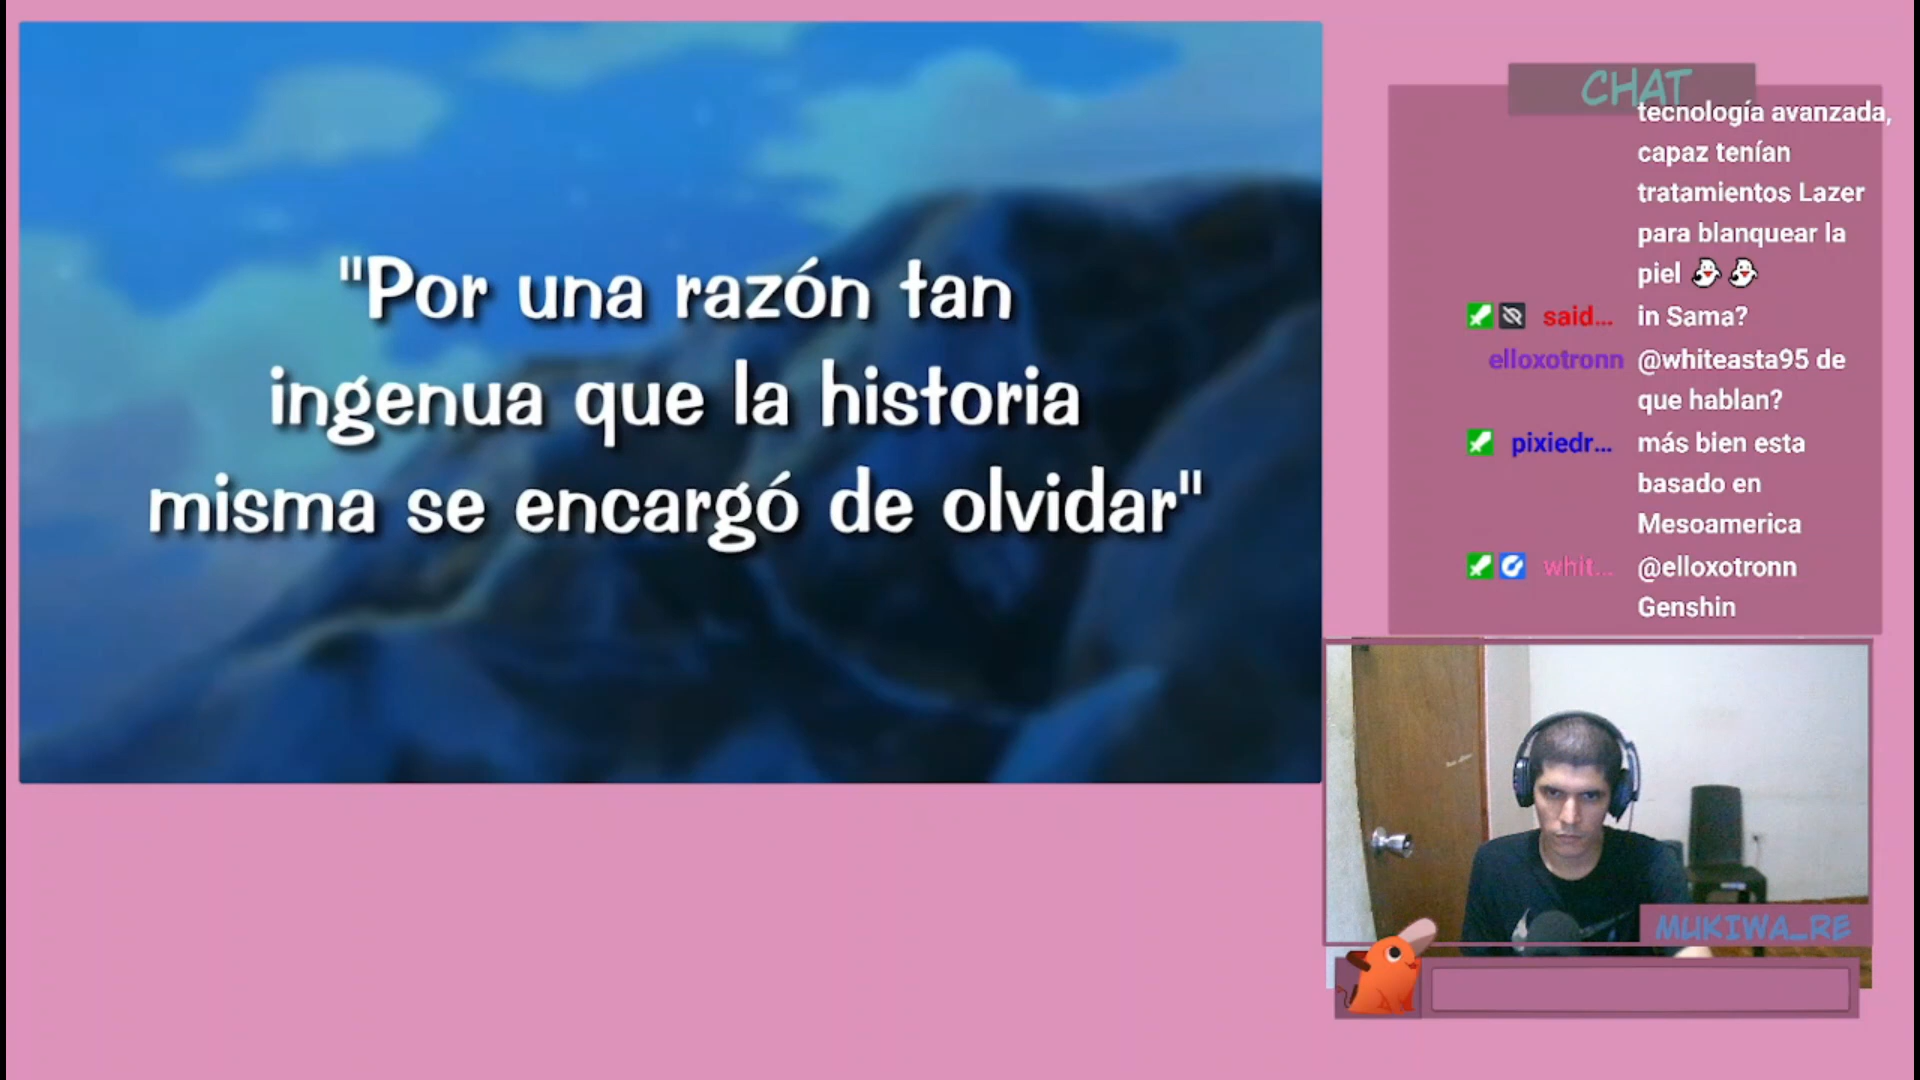 "Por una razón tan
ingenua que la historia
misma se encargó de olvidar"
CHAT
tecnología avanzada,
capaz tenían
tratamientos Lazer
para blanquear la
piel
said... in Sama?
elloxotronn @whiteasta95 de
que hablan?
pixiedr... más bien esta
basado en
Mesoamerica
whit... @elloxotronn
Genshin
MUKIWA_RE